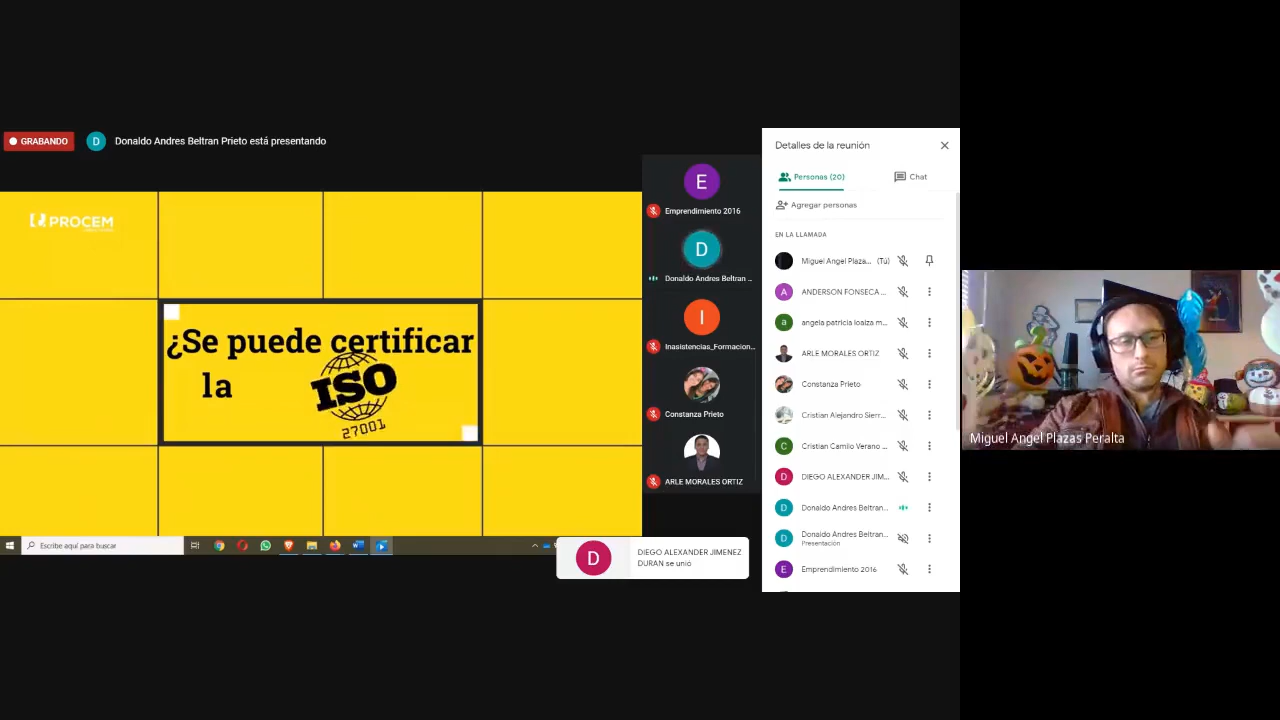 GRABANDO
D
Donaldo Andres Beltran Prieto está presentando
PROCEM
¿Se puede certificar
la
ISO
27001
Escribe aquí para buscar
E
Emprendimiento 2016
D
Donaldo Andres Beltran ...
I
Inasistencias_Formacion...
Constanza Prieto
ARLE MORALES ORTIZ
D
DIEGO ALEXANDER JIMENEZ
DURAN se unió
Detalles de la reunión
Personas (20)
Chat
Agregar personas
EN LA LLAMADA
Miguel Angel Plaza... (Tú)
A
ANDERSON FONSECA ...
a
angela patricia loaiza m...
ARLE MORALES ORTIZ
Constanza Prieto
Cristian Alejandro Sierr...
C
Cristian Camilo Verano ...
D
DIEGO ALEXANDER JIM...
D
Donaldo Andres Beltran...
D
Donaldo Andres Beltran...
Presentación
E
Emprendimiento 2016
Miguel Angel Plazas Peralta